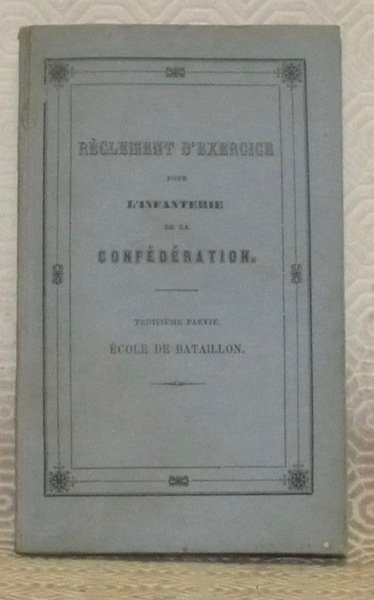 RÈGLEMENT D'EXERCICE
POUR
L'INFANTERIE
DE LA
CONFÉDÉRATION.
TROISIÈME PARTIE.
ÉCOLE DE BATAILLON.